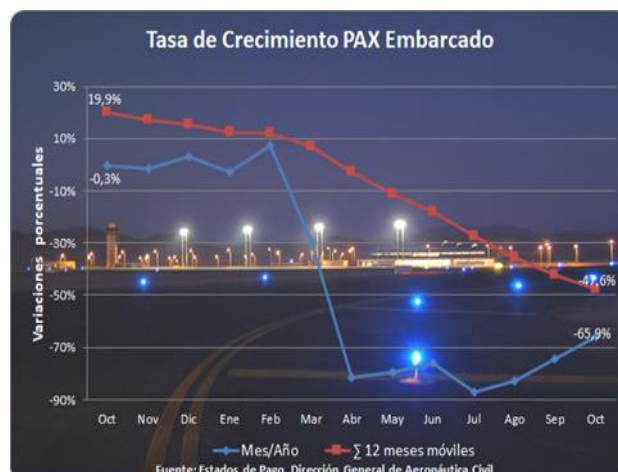 Tasa de Crecimiento PAX Embarcado
Variaciones porcentuales
30%
10%
-10%
-30%
-50%
-70%
-90%
19,9%
-0,3%
-47,6%
-65,9%
Oct Nov Dic Ene Feb Mar Abr May Jun Jul Ago Sep Oct
Mes/Año ∑ 12 meses móviles
Fuente: Estados de Pago, Dirección General de Aeronáutica Civil